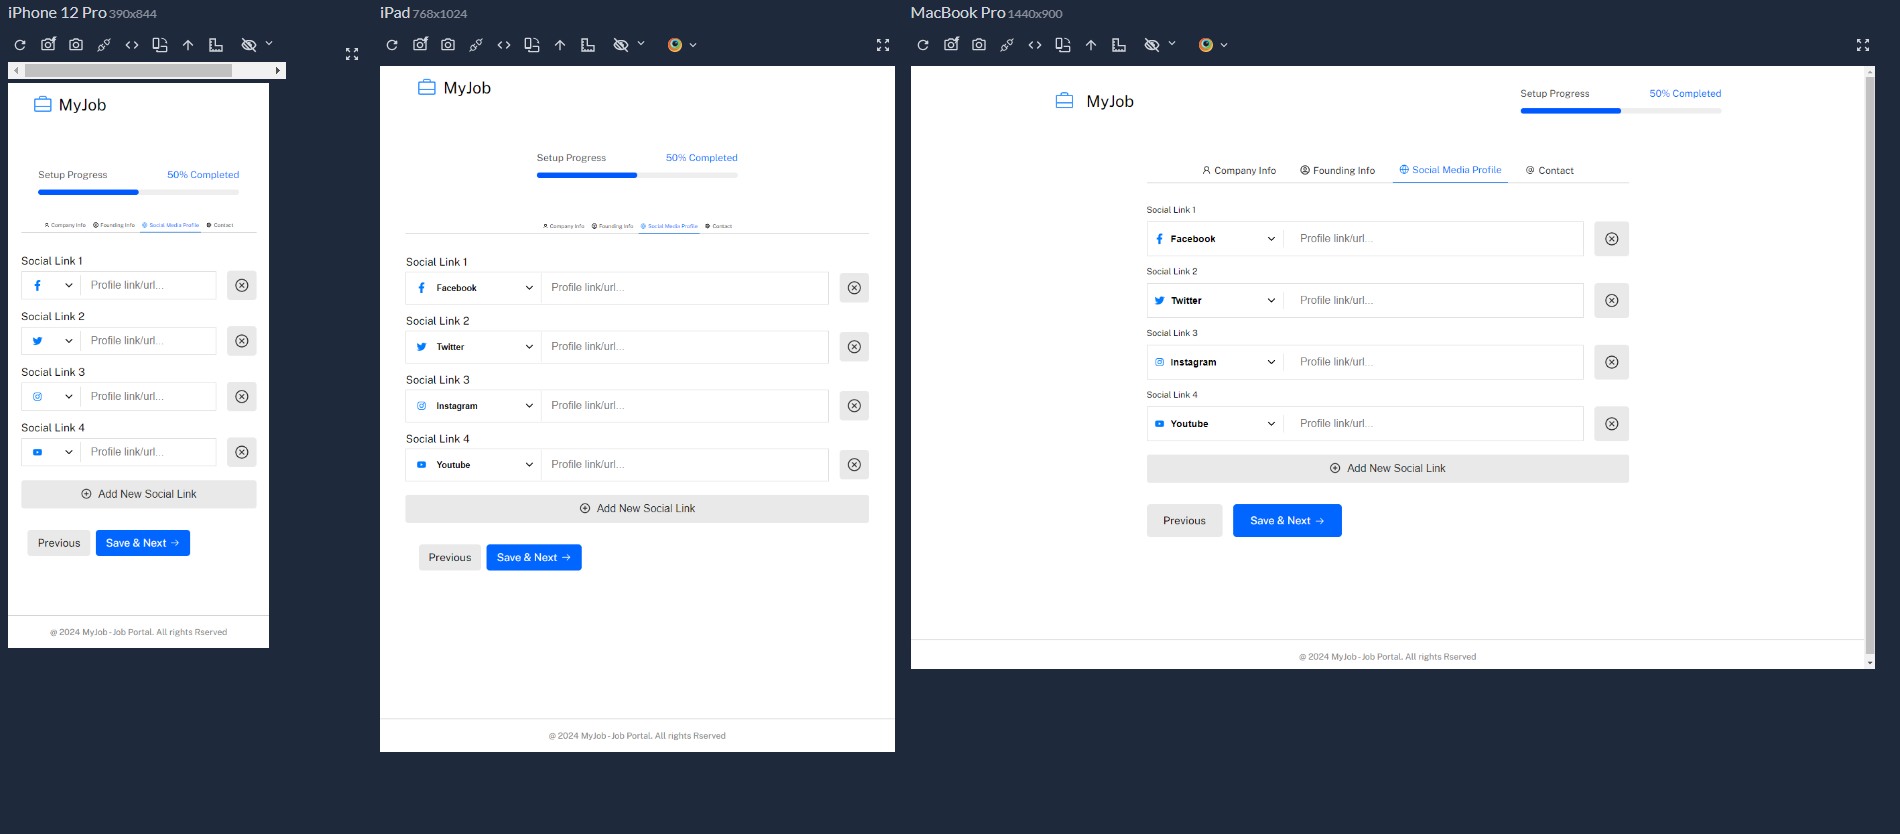 iPhone 12 Pro 390x844
MyJob
Setup Progress 50% Completed
Company Info Founding Info Social Media Profile Contact
Social Link 1
Profile link/url...
Social Link 2
Profile link/url...
Social Link 3
Profile link/url...
Social Link 4
Profile link/url...
Add New Social Link
Previous Save & Next →
@ 2024 MyJob - Job Portal. All rights Rserved
iPad 768x1024
MyJob
Setup Progress 50% Completed
Company Info Founding Info Social Media Profile Contact
Social Link 1
Facebook Profile link/url...
Social Link 2
Twitter Profile link/url...
Social Link 3
Instagram Profile link/url...
Social Link 4
Youtube Profile link/url...
Add New Social Link
Previous Save & Next →
@ 2024 MyJob - Job Portal. All rights Rserved
MacBook Pro 1440x900
MyJob
Setup Progress 50% Completed
Company Info Founding Info Social Media Profile Contact
Social Link 1
Facebook Profile link/url...
Social Link 2
Twitter Profile link/url...
Social Link 3
Instagram Profile link/url...
Social Link 4
Youtube Profile link/url...
Add New Social Link
Previous Save & Next →
@ 2024 MyJob - Job Portal. All rights Rserved